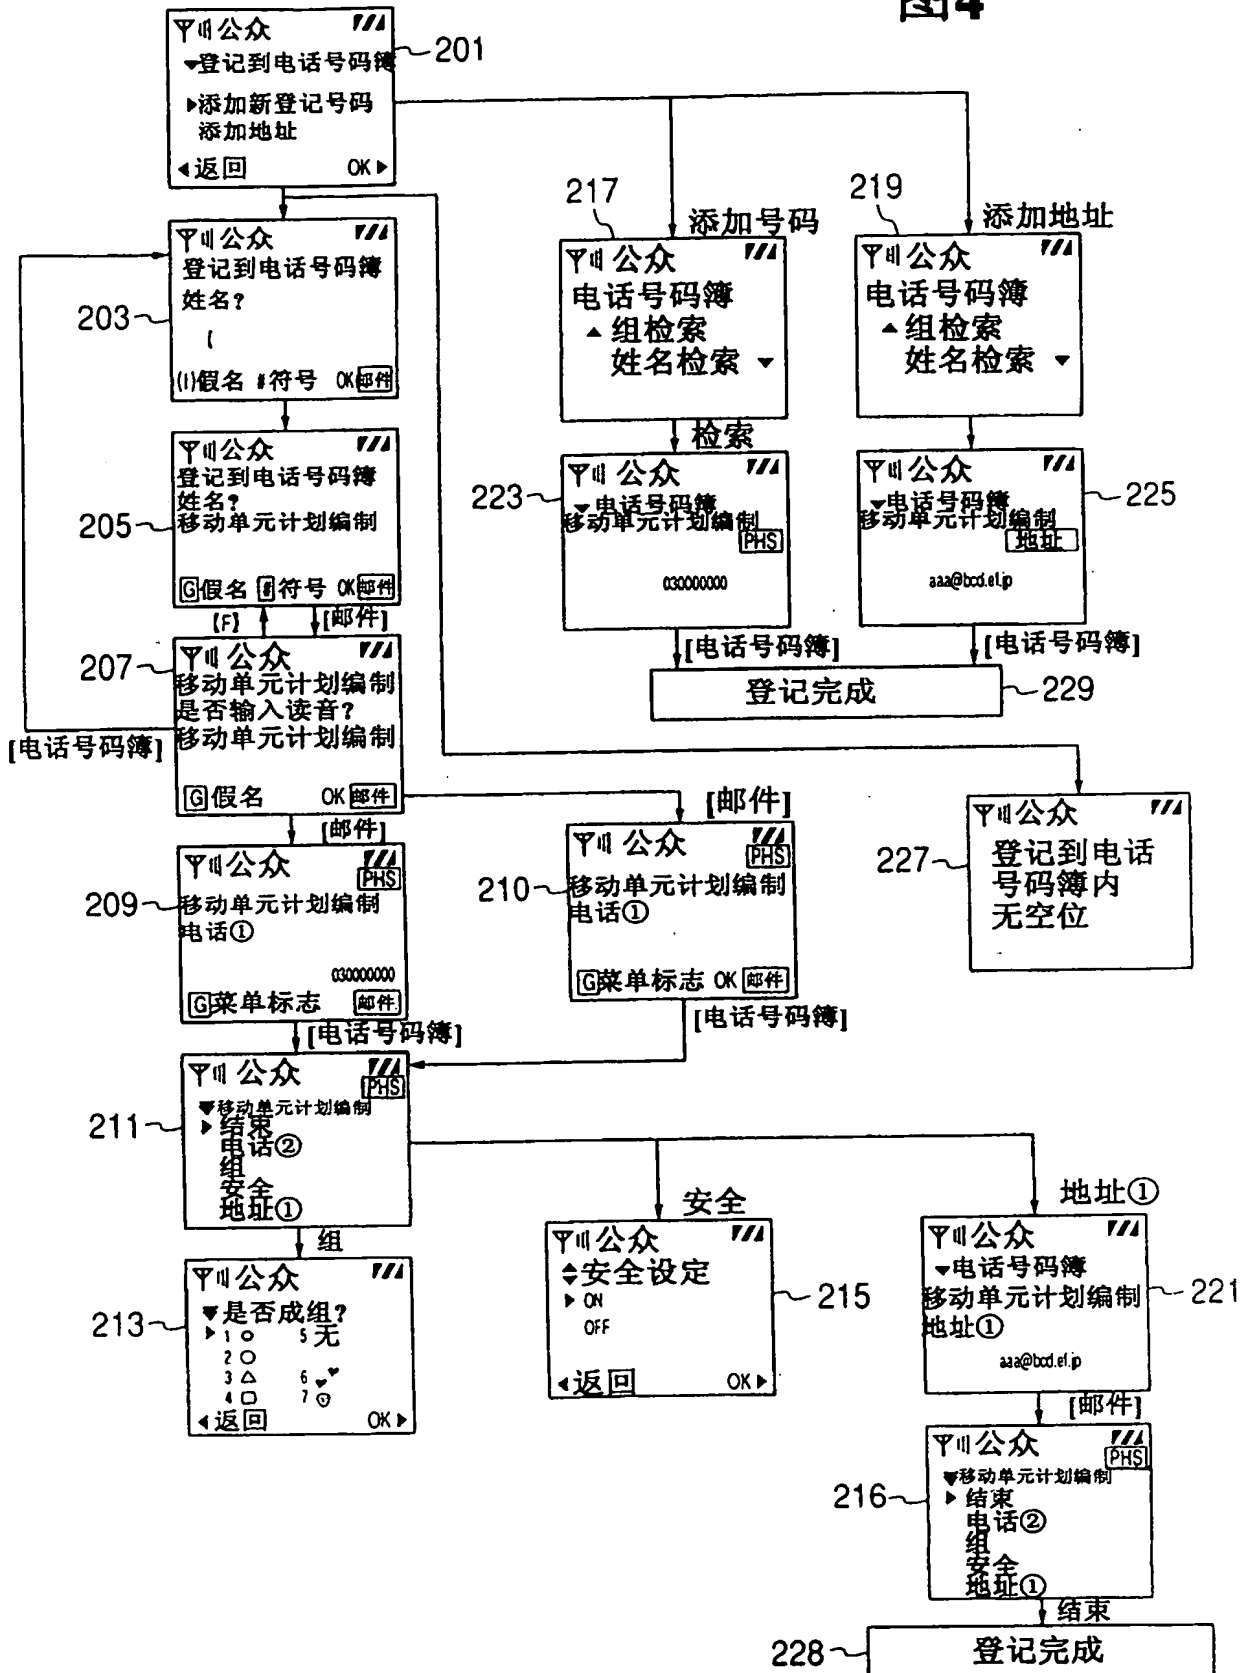 图4
公众
登记到电话号码簿
添加新登记号码
添加地址
返回 OK
201
公众
登记到电话号码簿
姓名?
(I)假名 #符号 OK邮件
203
公众
登记到电话号码簿
姓名?
移动单元计划编制
G假名 #符号 OK邮件
205
[F] [邮件]
公众
移动单元计划编制
是否输入读音?
移动单元计划编制
G假名 OK邮件
207
[电话号码簿]
[邮件]
[邮件]
公众
PHS
移动单元计划编制
电话①
030000000
G菜单标志 邮件
209
[电话号码簿]
公众
PHS
移动单元计划编制
电话①
G菜单标志 OK 邮件
210
[电话号码簿]
公众
PHS
移动单元计划编制
结束
电话②
组
安全
地址①
211
组
公众
是否成组?
1 5 无
2
3 6
4 7
返回 OK
213
安全
公众
安全设定
ON
OFF
返回 OK
215
217
添加号码
公众
电话号码簿
组检索
姓名检索
检索
219
添加地址
公众
电话号码簿
组检索
姓名检索
公众
电话号码簿
移动单元计划编制
PHS
030000000
223
[电话号码簿]
公众
电话号码簿
移动单元计划编制
地址
aaa@bcd.ef.jp
225
[电话号码簿]
登记完成
229
公众
登记到电话
号码簿内
无空位
227
地址①
公众
电话号码簿
移动单元计划编制
地址①
aaa@bcd.ef.jp
221
[邮件]
公众
PHS
移动单元计划编制
结束
电话②
组
安全
地址①
216
结束
登记完成
228